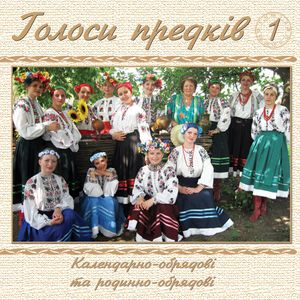 Голоси предків 1
Календарно-обрядові
та родинно-обрядові